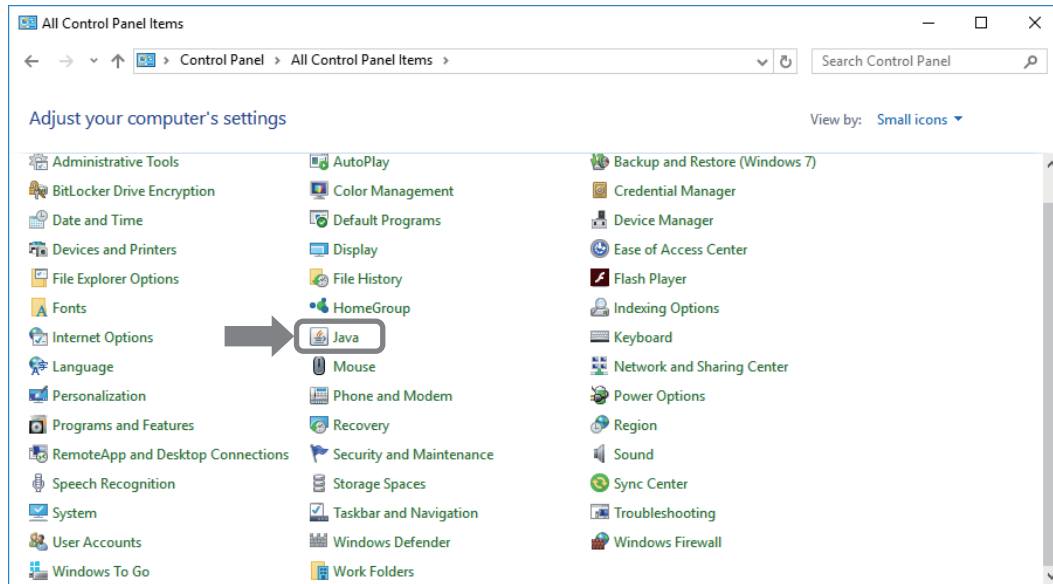 All Control Panel Items
Control Panel > All Control Panel Items >
Search Control Panel
Adjust your computer's settings
View by: Small icons
Administrative Tools
AutoPlay
Backup and Restore (Windows 7)
BitLocker Drive Encryption
Color Management
Credential Manager
Date and Time
Default Programs
Device Manager
Devices and Printers
Display
Ease of Access Center
File Explorer Options
File History
Flash Player
Fonts
HomeGroup
Indexing Options
Internet Options
Java
Keyboard
Language
Mouse
Network and Sharing Center
Personalization
Phone and Modem
Power Options
Programs and Features
Recovery
Region
RemoteApp and Desktop Connections
Security and Maintenance
Sound
Speech Recognition
Storage Spaces
Sync Center
System
Taskbar and Navigation
Troubleshooting
User Accounts
Windows Defender
Windows Firewall
Windows To Go
Work Folders